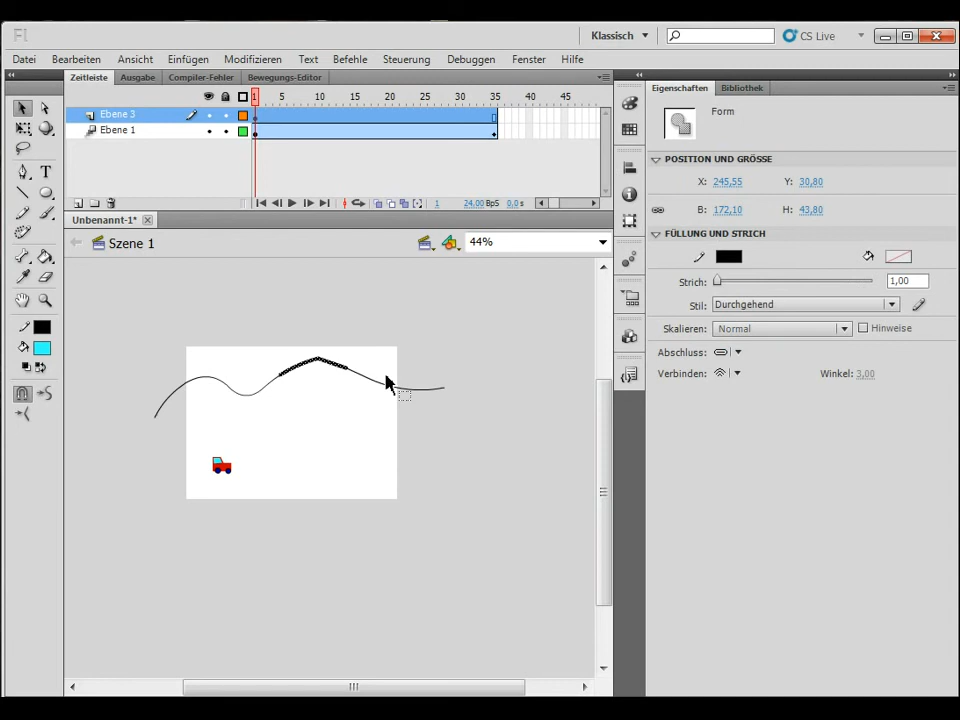 Fl
Klassisch
CS Live
Datei Bearbeiten Ansicht Einfügen Modifizieren Text Befehle Steuerung Debuggen Fenster Hilfe
Zeitleiste Ausgabe Compiler-Fehler Bewegungs-Editor
1 5 10 15 20 25 30 35 40 45
Ebene 3
Ebene 1
1 24,00 BpS 0,0 s
Unbenannt-1*
Szene 1
44%
Eigenschaften Bibliothek
Form
POSITION UND GRÖSSE
X: 245,55 Y: 30,80
B: 172,10 H: 43,80
FÜLLUNG UND STRICH
Strich: 1,00
Stil: Durchgehend
Skalieren: Normal Hinweise
Abschluss:
Verbinden: Winkel: 3,00